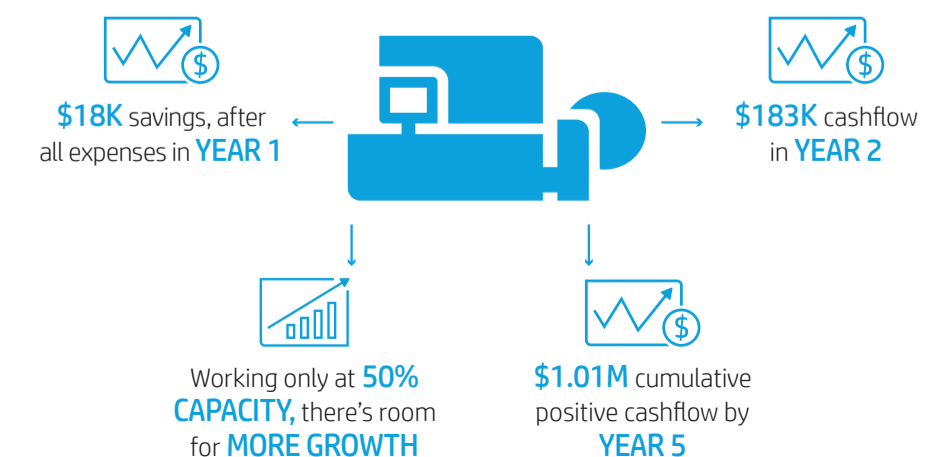 $
$18K savings, after
all expenses in YEAR 1
$
$183K cashflow
in YEAR 2
Working only at 50%
CAPACITY, there's room
for MORE GROWTH
$
$1.01M cumulative
positive cashflow by
YEAR 5